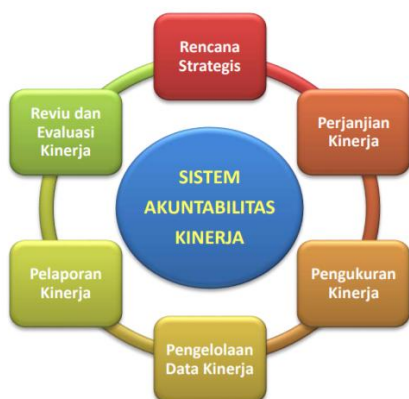 Rencana
Strategis
Perjanjian
Kinerja
Pengukuran
Kinerja
Pengelolaan
Data Kinerja
Pelaporan
Kinerja
Reviu dan
Evaluasi
Kinerja
SISTEM
AKUNTABILITAS
KINERJA